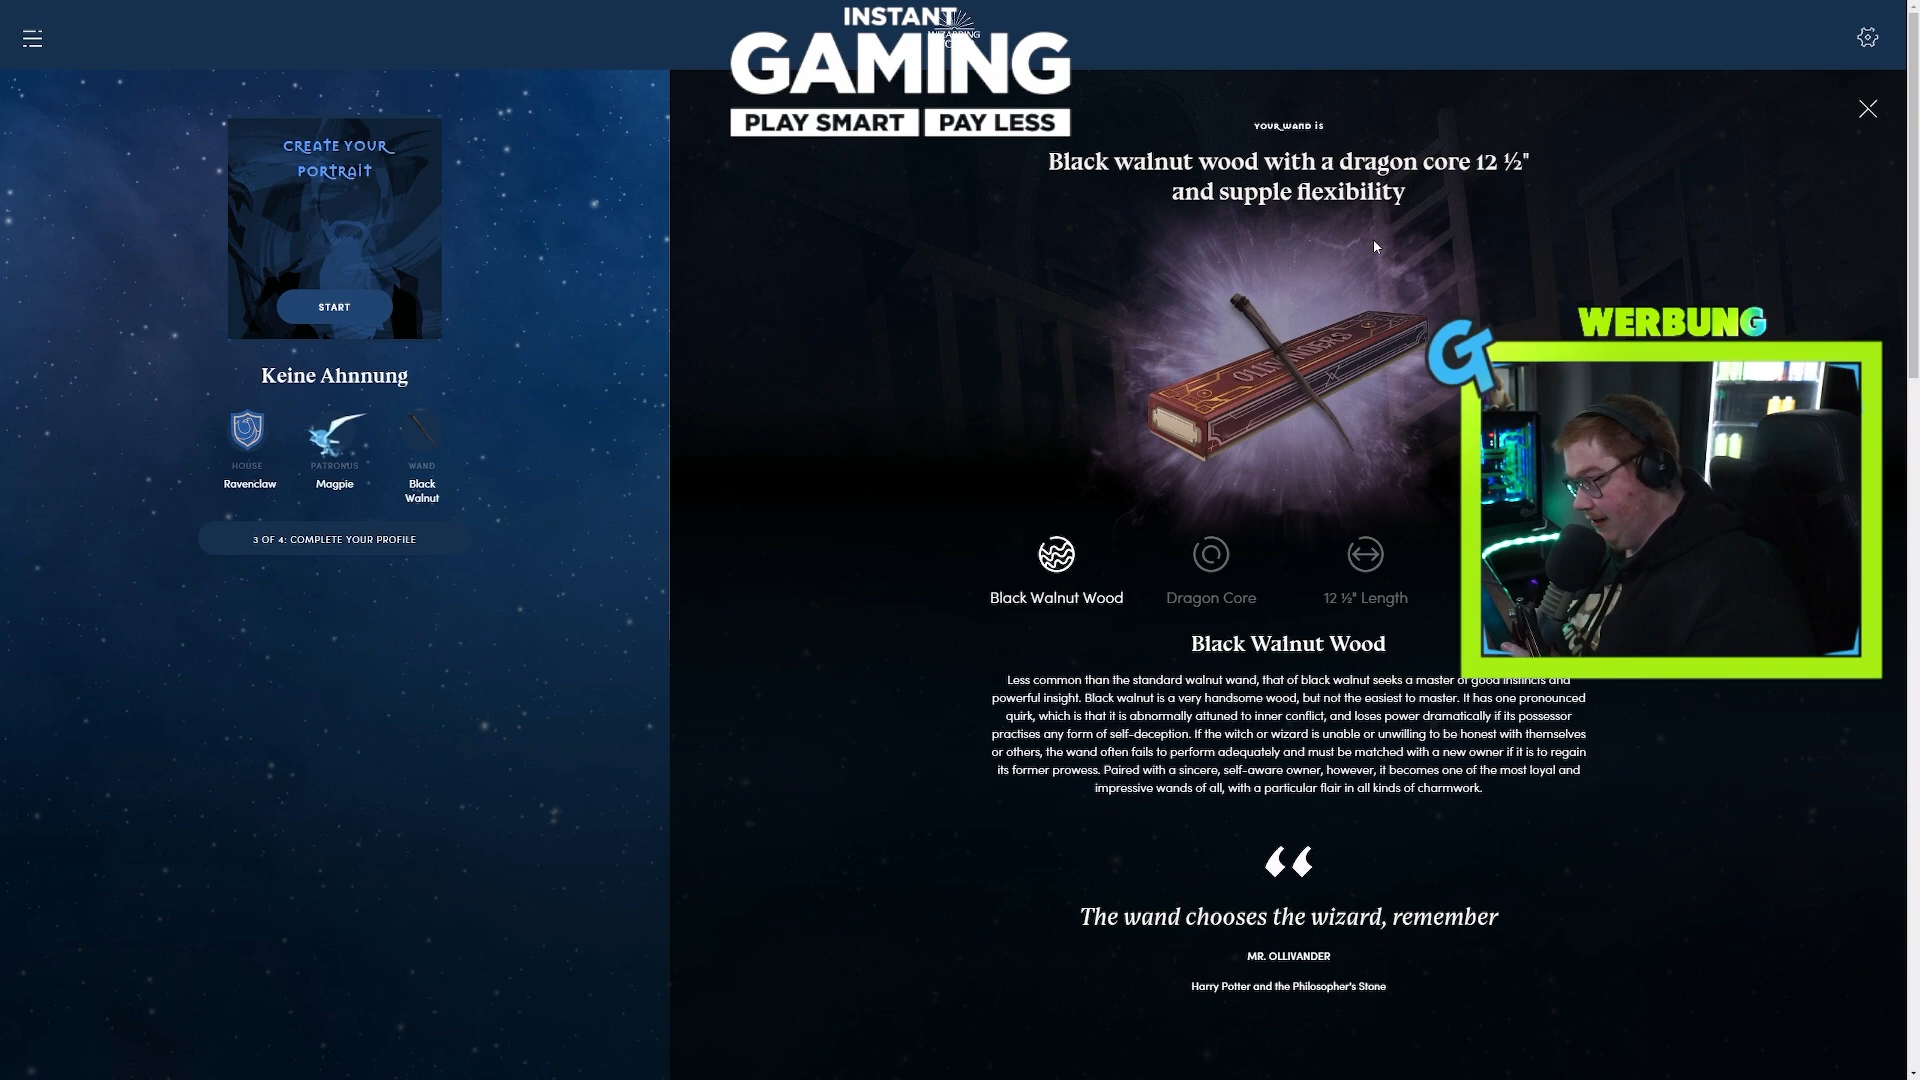 INSTANT
GAMING
PLAY SMART PAY LESS
CREATE YOUR
PORTRAIT
START
Keine Ahnnung
HOUSE
Ravenclaw
PATRONUS
Magpie
WAND
Black
Walnut
3 OF 4: COMPLETE YOUR PROFILE
YOUR WAND IS
Black walnut wood with a dragon core 12 ½"
and supple flexibility
OLLIVANDERS
WERBUNG
Black Walnut Wood
Dragon Core
12 ½" Length
Black Walnut Wood
Less common than the standard walnut wand, that of black walnut seeks a master of good instincts and
powerful insight. Black walnut is a very handsome wood, but not the easiest to master. It has one pronounced
quirk, which is that it is abnormally attuned to inner conflict, and loses power dramatically if its possessor
practises any form of self-deception. If the witch or wizard is unable or unwilling to be honest with themselves
or others, the wand often fails to perform adequately and must be matched with a new owner if it is to regain
its former prowess. Paired with a sincere, self-aware owner, however, it becomes one of the most loyal and
impressive wands of all, with a particular flair in all kinds of charmwork.
The wand chooses the wizard, remember
MR. OLLIVANDER
Harry Potter and the Philosopher's Stone